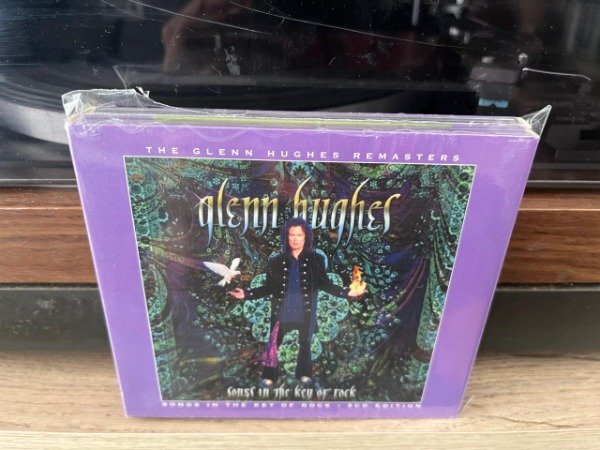 THE GLENN HUGHES REMASTERS
glenn hughes
songs in the key of rock
SONGS IN THE KEY OF ROCK - 3CD EDITION